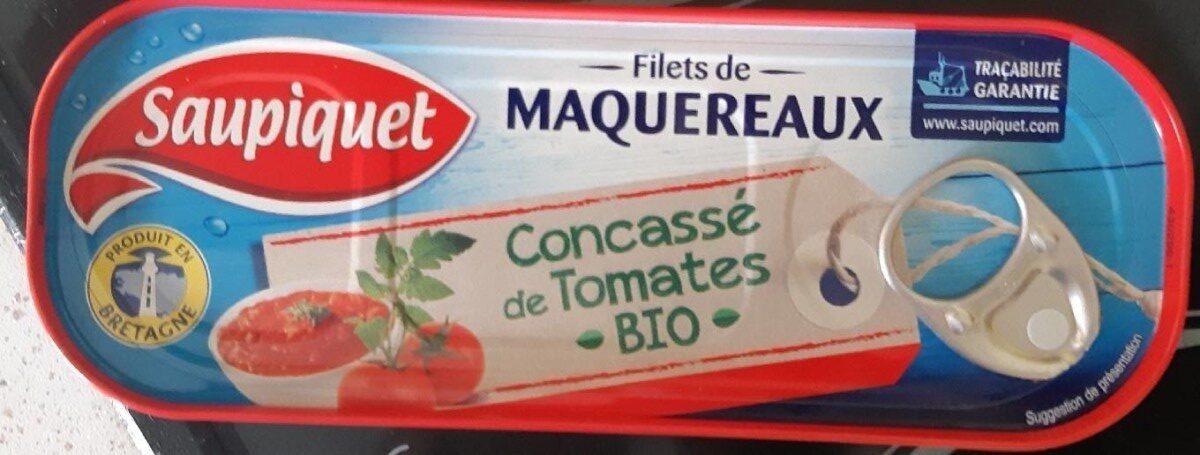 Saupiquet
Filets de
MAQUEREAUX
TRAÇABILITÉ
GARANTIE
www.saupiquet.com
Concassé
de Tomates
BIO
PRODUIT EN
BRETAGNE
Suggestion de présentation